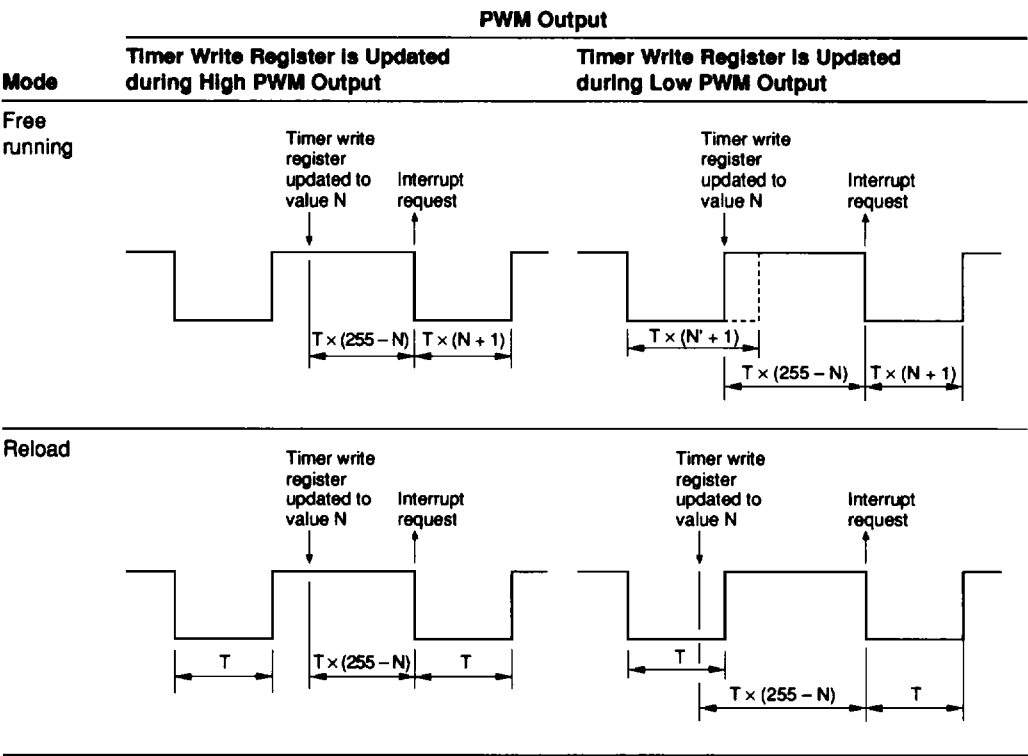 PWM Output
Mode
Timer Write Register is Updated
during High PWM Output
Timer Write Register is Updated
during Low PWM Output
Free
running
Timer write
register
updated to
value N
Interrupt
request
T × (255 – N)
T × (N + 1)
Timer write
register
updated to
value N
Interrupt
request
T × (N' + 1)
T × (255 – N)
T × (N + 1)
Reload
Timer write
register
updated to
value N
Interrupt
request
T
T × (255 – N)
T
Timer write
register
updated to
value N
Interrupt
request
T
T × (255 – N)
T